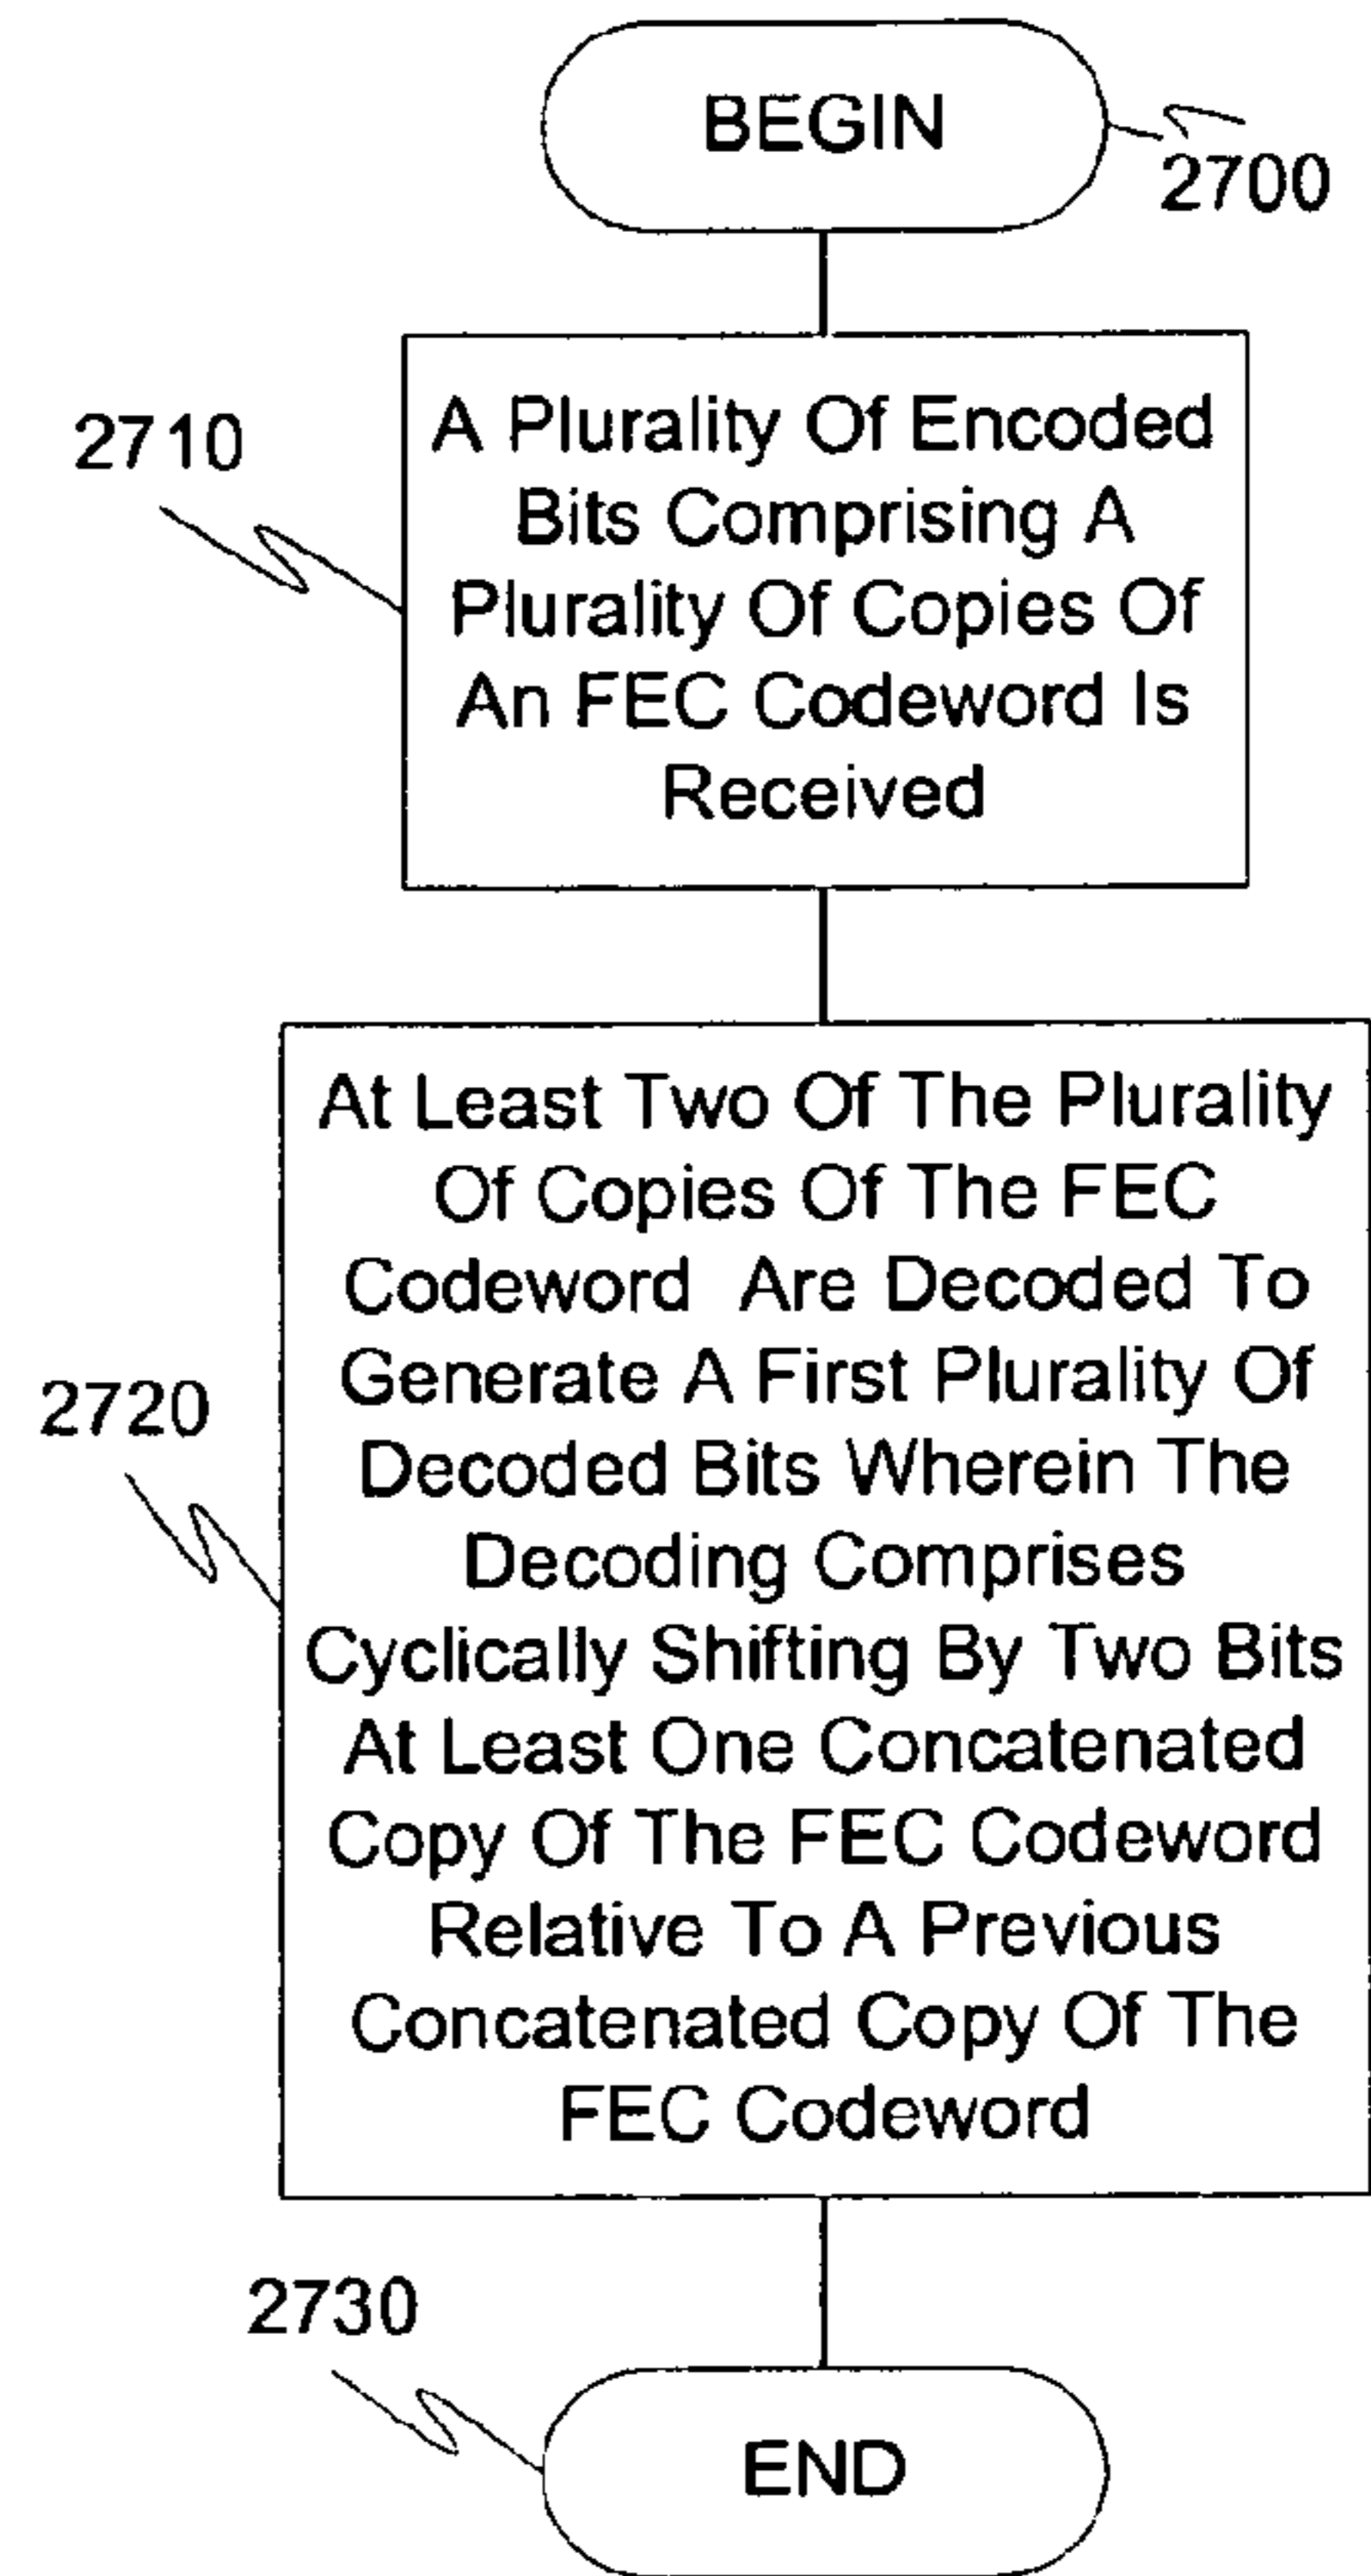 BEGIN
2700
2710
A Plurality Of Encoded
Bits Comprising A
Plurality Of Copies Of
An FEC Codeword Is
Received
2720
At Least Two Of The Plurality
Of Copies Of The FEC
Codeword Are Decoded To
Generate A First Plurality Of
Decoded Bits Wherein The
Decoding Comprises
Cyclically Shifting By Two Bits
At Least One Concatenated
Copy Of The FEC Codeword
Relative To A Previous
Concatenated Copy Of The
FEC Codeword
2730
END